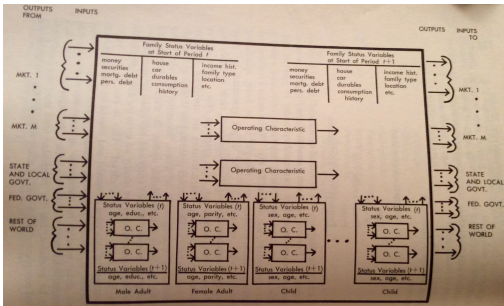 OUTPUTS FROM
INPUTS
OUTPUTS
INPUTS TO
Family Status Variables
at Start of Period t
money
securities
mortg. debt
pers. debt
house
car
durables
consumption
history
income hist.
family type
location
etc.
Family Status Variables
at Start of Period t+1
money
securities
mortg. debt
pers. debt
house
car
durables
consumption
history
income hist.
family type
location
etc.
MKT. 1
MKT. M
STATE
AND LOCAL
GOVT.
FED. GOVT.
REST OF
WORLD
Operating Characteristic
Operating Characteristic
Status Variables (t)
age, educ., etc.
O. C.
O. C.
Status Variables (t+1)
age, educ., etc.
Male Adult
Status Variables (t)
age, parity, etc.
O. C.
O. C.
Status Variables (t+1)
age, parity, etc.
Female Adult
Status Variables (t)
sex, age, etc.
O. C.
O. C.
Status Variables (t+1)
sex, age, etc.
Child
Status Variables (t)
sex, age, etc.
O. C.
O. C.
Status Variables (t+1)
sex, age, etc.
Child
MKT. 1
MKT. M
STATE
AND LOCAL
GOVT.
FED. GOVT.
REST OF
WORLD